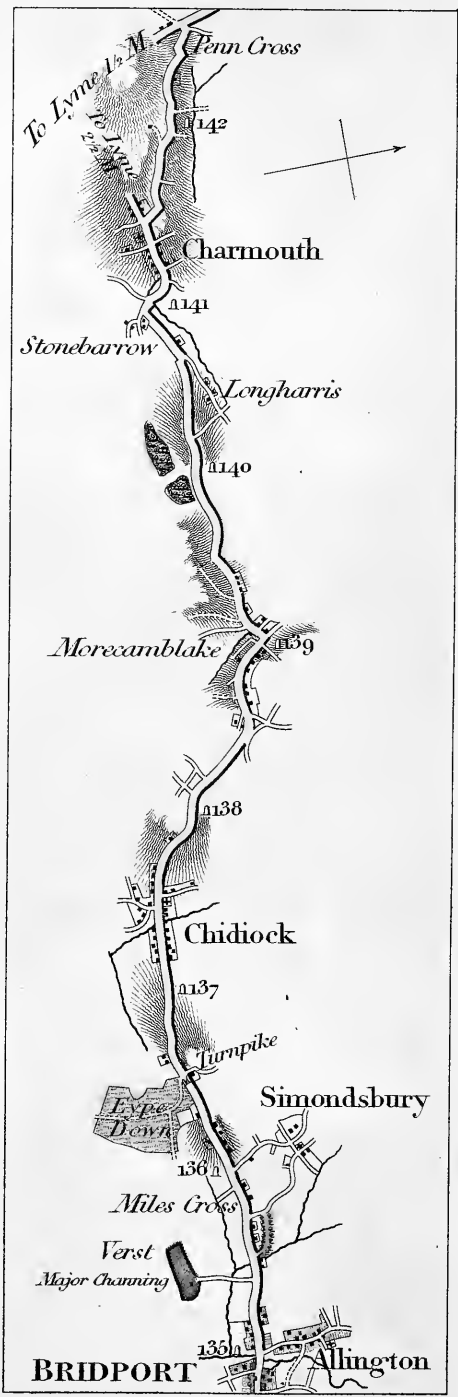 Penn Cross
To Lyme 1½ M.
142
To Lyme
2½ M
Charmouth
141
Stonebarrow
Longharris
140
Morecamblake
139
138
Chidiock
137
Turnpike
Eype
Down
Simondsbury
136
Miles Cross
Verst
Major Channing
135
BRIDPORT
Allington